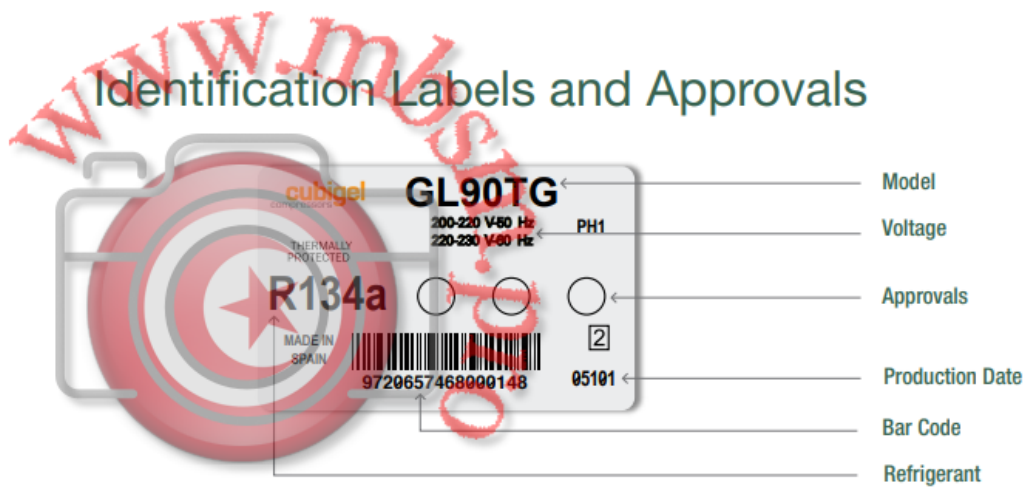 www.mbsm.pro
Identification Labels and Approvals
cubigel
compressors
GL90TG
200-220 V-50 Hz
220-230 V-60 Hz
PH1
THERMALLY
PROTECTED
R134a
2
MADE IN
SPAIN
9720657468000148
05101
Model
Voltage
Approvals
Production Date
Bar Code
Refrigerant